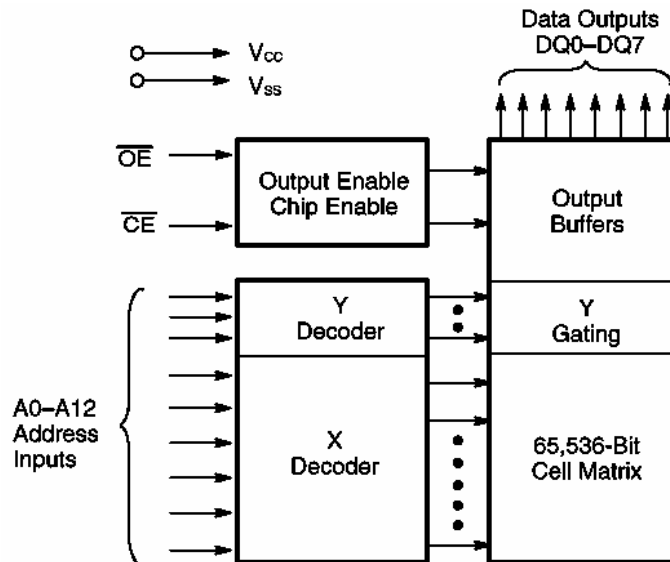 Data Outputs
DQ0–DQ7
Vcc
Vss
OE
CE
Output Enable
Chip Enable
Output
Buffers
Y
Decoder
Y
Gating
A0–A12
Address
Inputs
X
Decoder
65,536-Bit
Cell Matrix